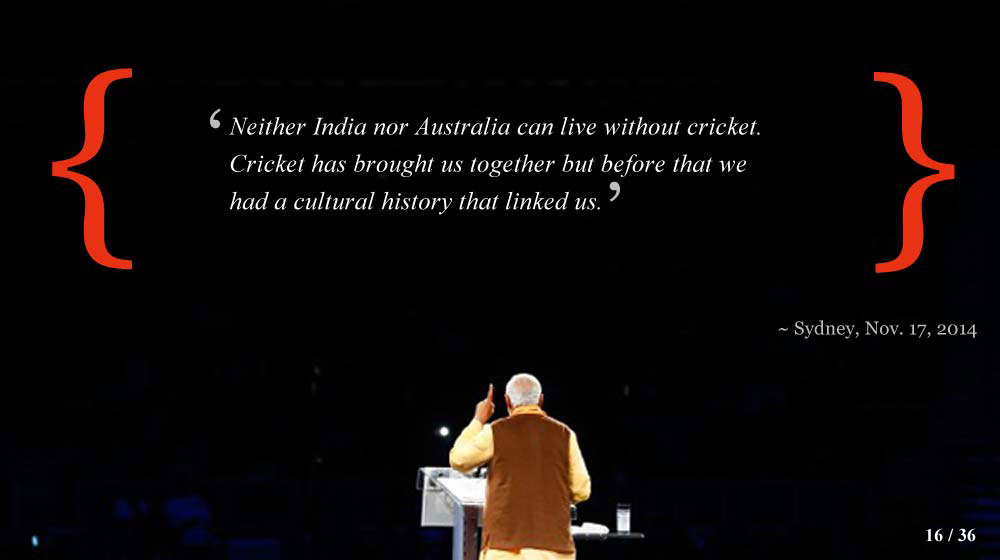 ‘Neither India nor Australia can live without cricket.
Cricket has brought us together but before that we
had a cultural history that linked us.’
~ Sydney, Nov. 17, 2014
16 / 36